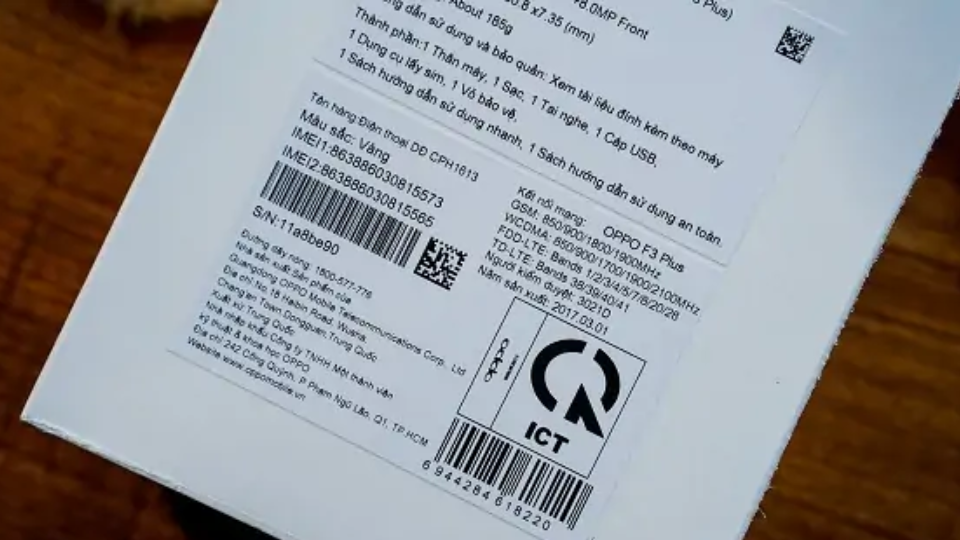 Plus)
8.0MP Front
8 x7.35 (mm)
About 185g
dẫn sử dụng và bảo quản: Xem tài liệu đính kèm theo máy
Thành phần:1 Thân máy, 1 Sạc, 1 Tai nghe, 1 Cáp USB,
1 Dụng cụ lấy sim, 1 Vỏ bảo vệ,
1 Sách hướng dẫn sử dụng nhanh, 1 Sách hướng dẫn sử dụng an toàn.
Tên hàng:Điện thoại DĐ CPH1613
Màu sắc: Vàng
IMEI1:863886030815573
IMEI2:863886030815565
S/N:11a8be90
Đường dây nóng: 1800-577-776
Nhà sản xuất:Sản phẩm của
Guangdong OPPO Mobile Telecommunications Corp., Ltd
Địa chỉ:No.18 Haibin Road, Wusha,
Chang'an Town,Dongguan,Trung Quốc
Xuất xứ:Trung Quốc
Nhà nhập khẩu:Công ty TNHH Một thành viên
kỹ thuật & khoa học OPPO
Địa chỉ:242 Cống Quỳnh, P. Phạm Ngũ Lão, Q1, TP.HCM
Website:www.oppomobile.vn
OPPO F3 Plus
Kết nối mạng:
GSM: 850/900/1800/1900MHz
WCDMA: 850/900/1700/1900/2100MHz
FDD-LTE: Bands 1/2/3/4/5/7/8/20/28
TD-LTE: Bands 38/39/40/41
Người kiểm duyệt: 3021D
Năm sản xuất: 2017.03.01
oppo
ICT
6 944284 618220